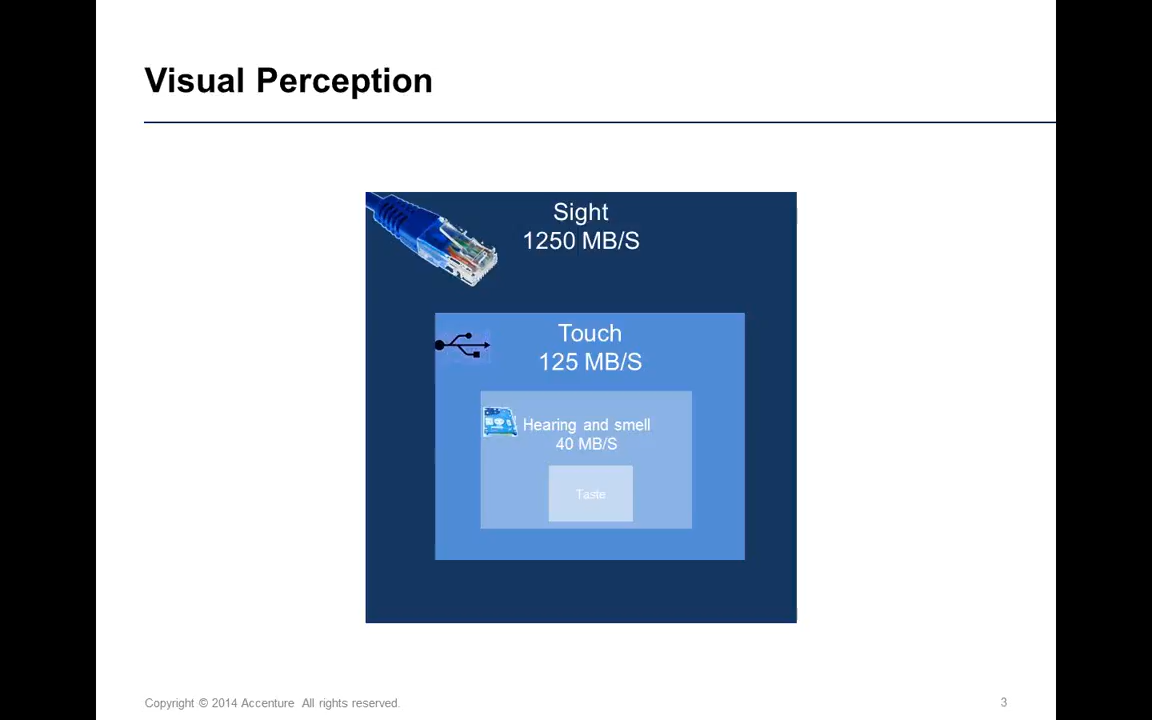 Visual Perception
Sight
1250 MB/S
Touch
125 MB/S
Hearing and smell
40 MB/S
Taste
Copyright © 2014 Accenture All rights reserved.
3